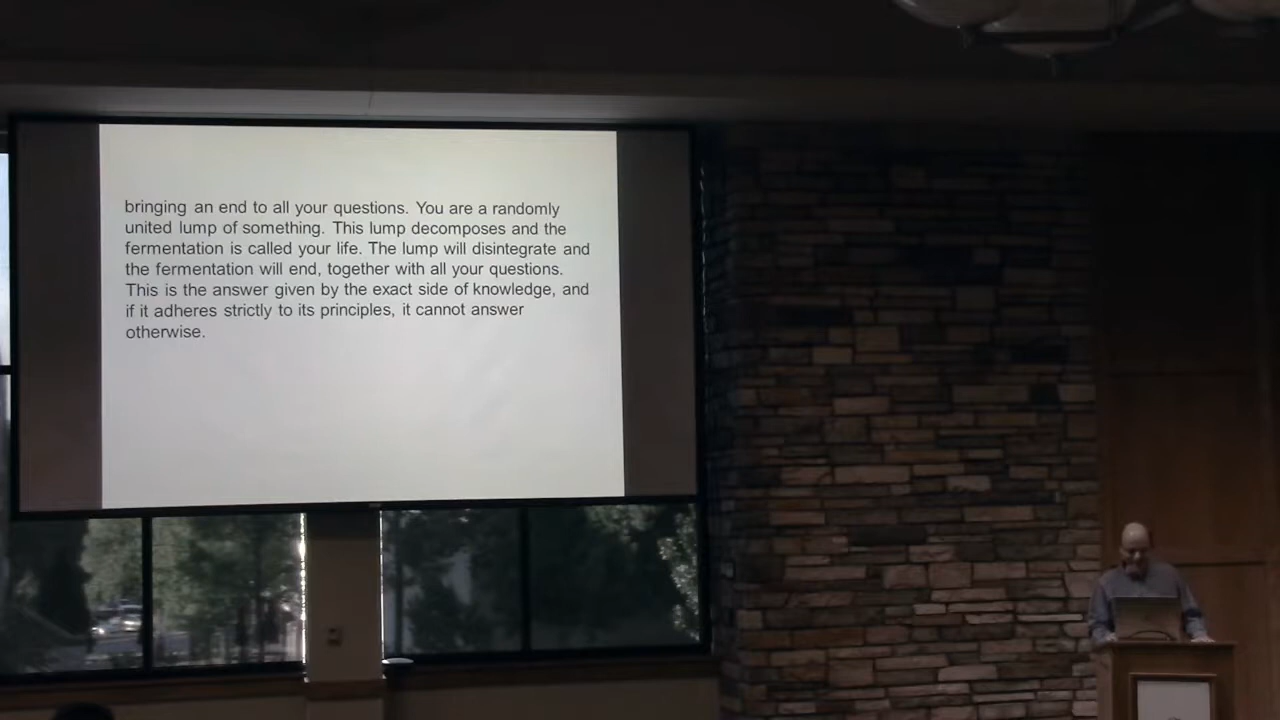 bringing an end to all your questions. You are a randomly
united lump of something. This lump decomposes and the
fermentation is called your life. The lump will disintegrate and
the fermentation will end, together with all your questions.
This is the answer given by the exact side of knowledge, and
if it adheres strictly to its principles, it cannot answer
otherwise.